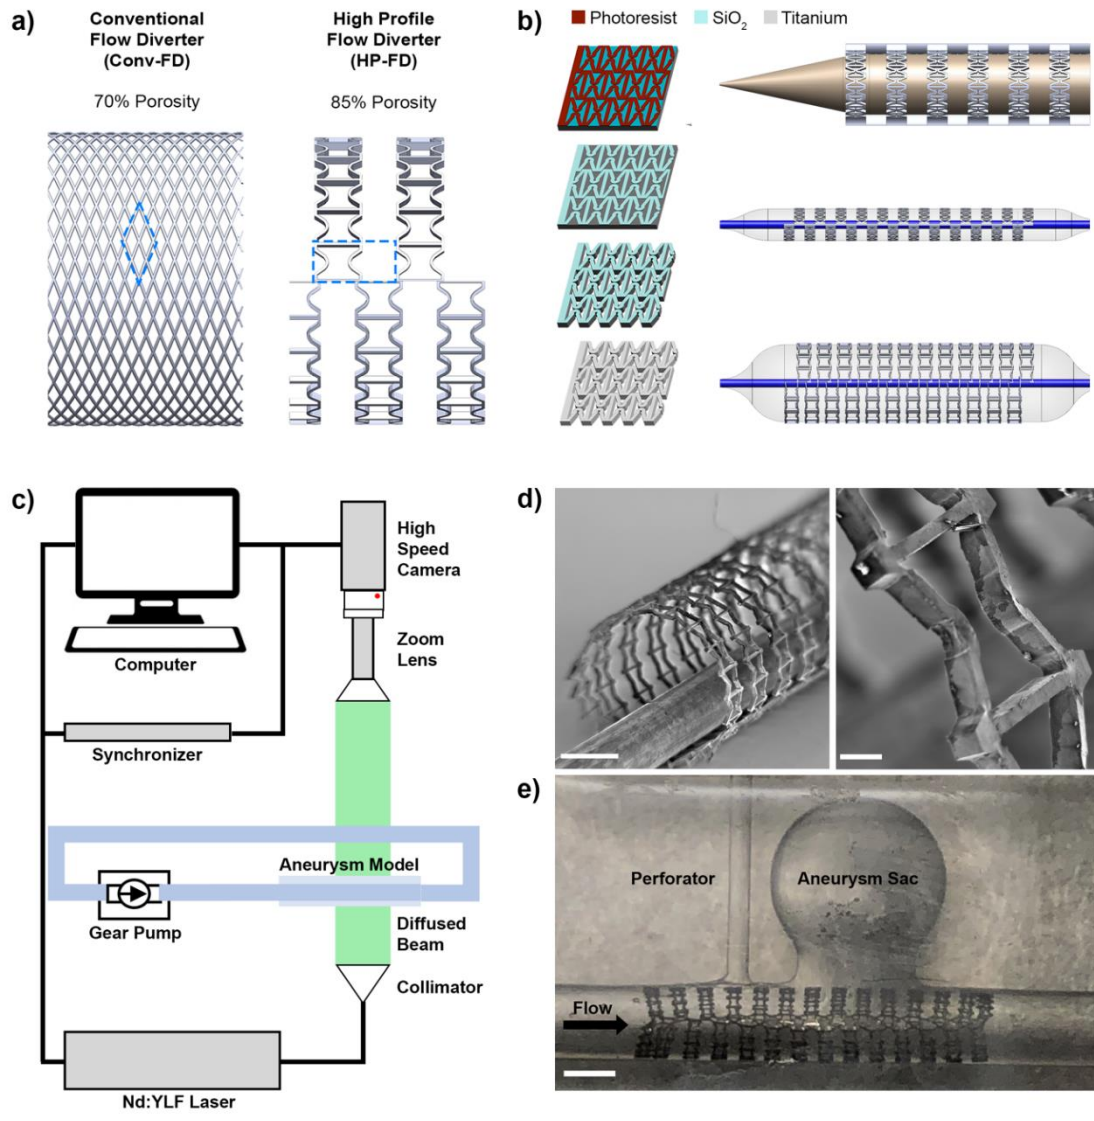 a)
Conventional
Flow Diverter
(Conv-FD)
70% Porosity
High Profile
Flow Diverter
(HP-FD)
85% Porosity
b)
Photoresist
SiO2
Titanium
c)
High
Speed
Camera
Zoom
Lens
Computer
Synchronizer
Aneurysm Model
Gear Pump
Diffused
Beam
Collimator
Nd:YLF Laser
d)
e)
Perforator
Aneurysm Sac
Flow